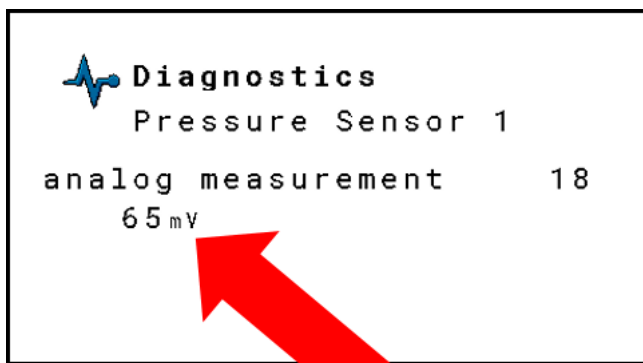 Diagnostics
Pressure Sensor 1
analog measurement 18
65mV